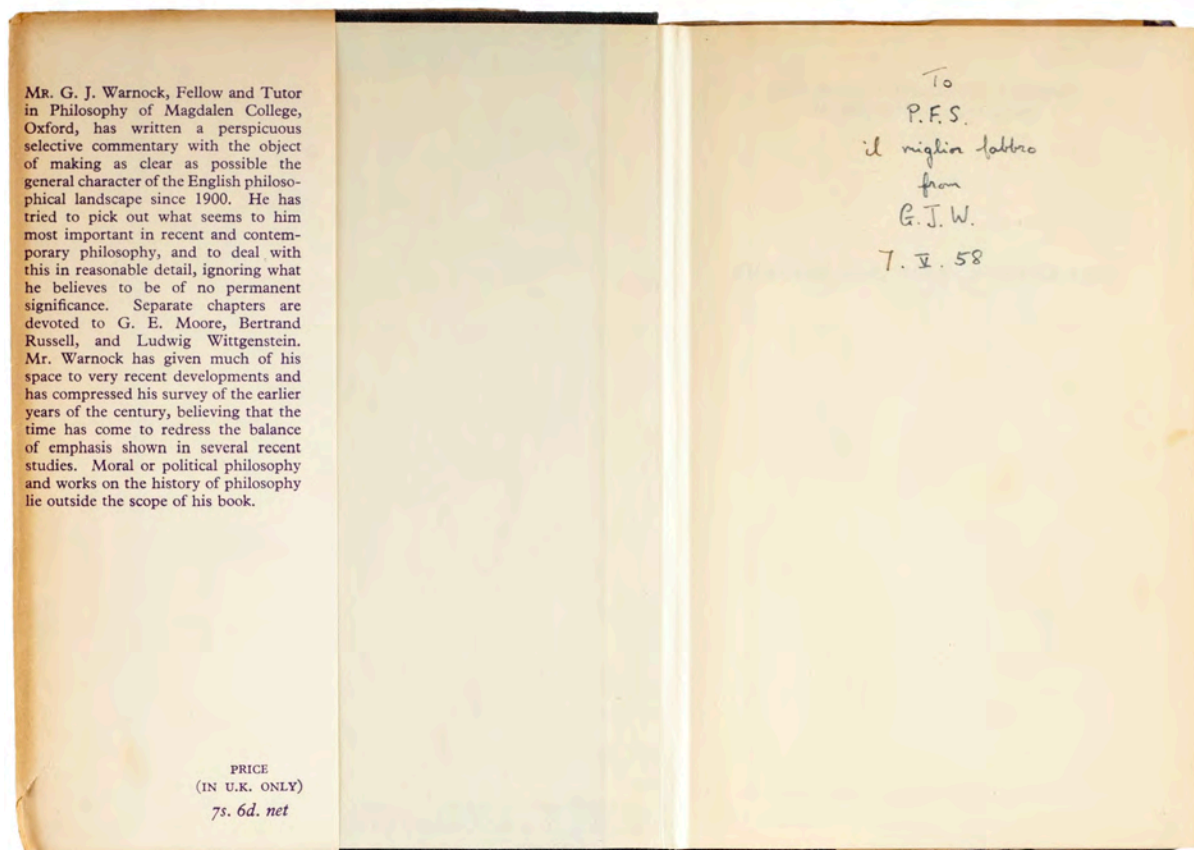 MR. G. J. Warnock, Fellow and Tutor
in Philosophy of Magdalen College,
Oxford, has written a perspicuous
selective commentary with the object
of making as clear as possible the
general character of the English philoso-
phical landscape since 1900. He has
tried to pick out what seems to him
most important in recent and contem-
porary philosophy, and to deal with
this in reasonable detail, ignoring what
he believes to be of no permanent
significance. Separate chapters are
devoted to G. E. Moore, Bertrand
Russell, and Ludwig Wittgenstein.
Mr. Warnock has given much of his
space to very recent developments and
has compressed his survey of the earlier
years of the century, believing that the
time has come to redress the balance
of emphasis shown in several recent
studies. Moral or political philosophy
and works on the history of philosophy
lie outside the scope of his book.
PRICE
(IN U.K. ONLY)
7s. 6d. net
To
P.F.S.
il miglior fabbro
from
G.J.W.
7. V. 58